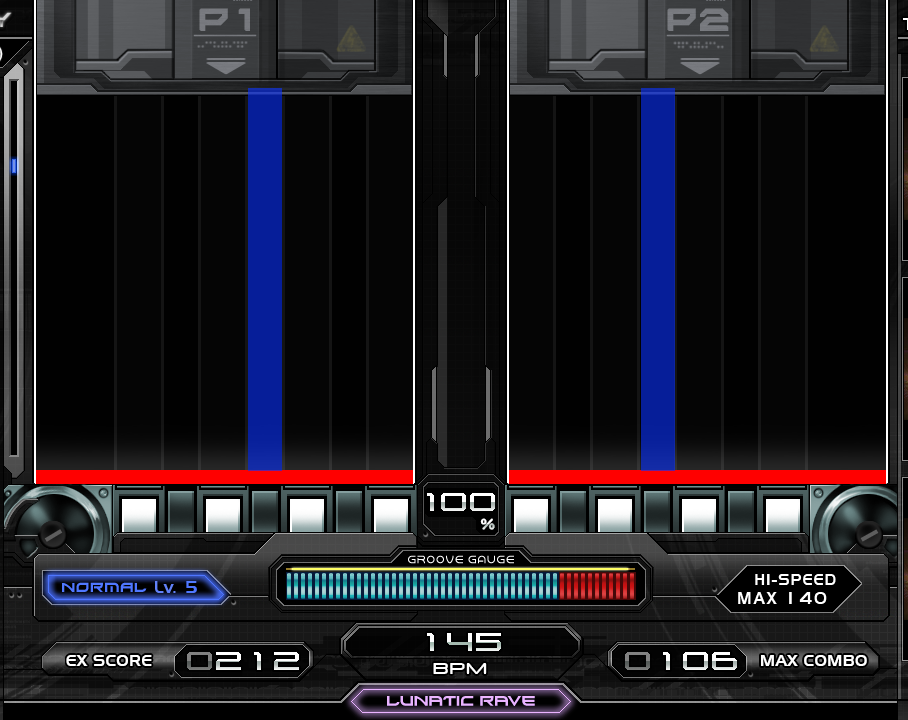 P1
P2
100
%
GROOVE GAUGE
NORMAL Lv. 5
HI-SPEED
MAX 140
145
BPM
EX SCORE 0212
0106 MAX COMBO
LUNATIC RAVE